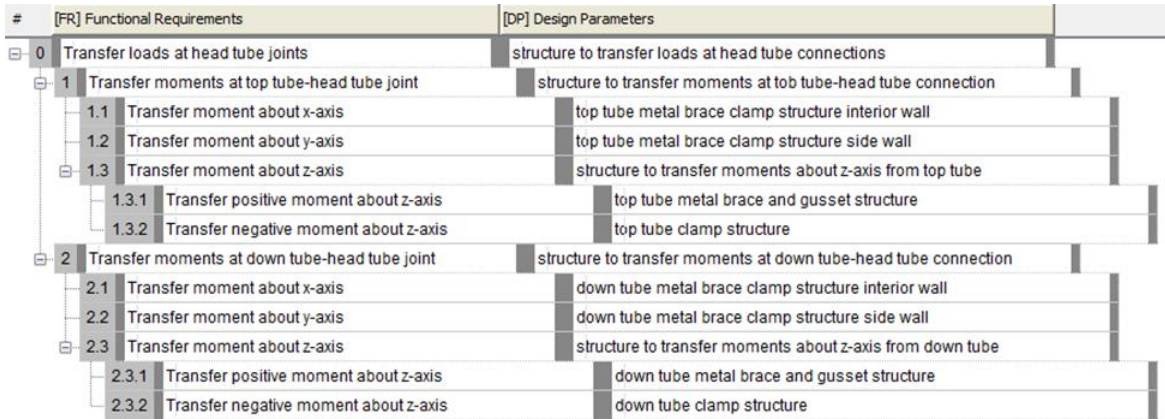 # [FR] Functional Requirements [DP] Design Parameters
0 Transfer loads at head tube joints structure to transfer loads at head tube connections
1 Transfer moments at top tube-head tube joint structure to transfer moments at tob tube-head tube connection
1.1 Transfer moment about x-axis top tube metal brace clamp structure interior wall
1.2 Transfer moment about y-axis top tube metal brace clamp structure side wall
1.3 Transfer moment about z-axis structure to transfer moments about z-axis from top tube
1.3.1 Transfer positive moment about z-axis top tube metal brace and gusset structure
1.3.2 Transfer negative moment about z-axis top tube clamp structure
2 Transfer moments at down tube-head tube joint structure to transfer moments at down tube-head tube connection
2.1 Transfer moment about x-axis down tube metal brace clamp structure interior wall
2.2 Transfer moment about y-axis down tube metal brace clamp structure side wall
2.3 Transfer moment about z-axis structure to transfer moments about z-axis from down tube
2.3.1 Transfer positive moment about z-axis down tube metal brace and gusset structure
2.3.2 Transfer negative moment about z-axis down tube clamp structure